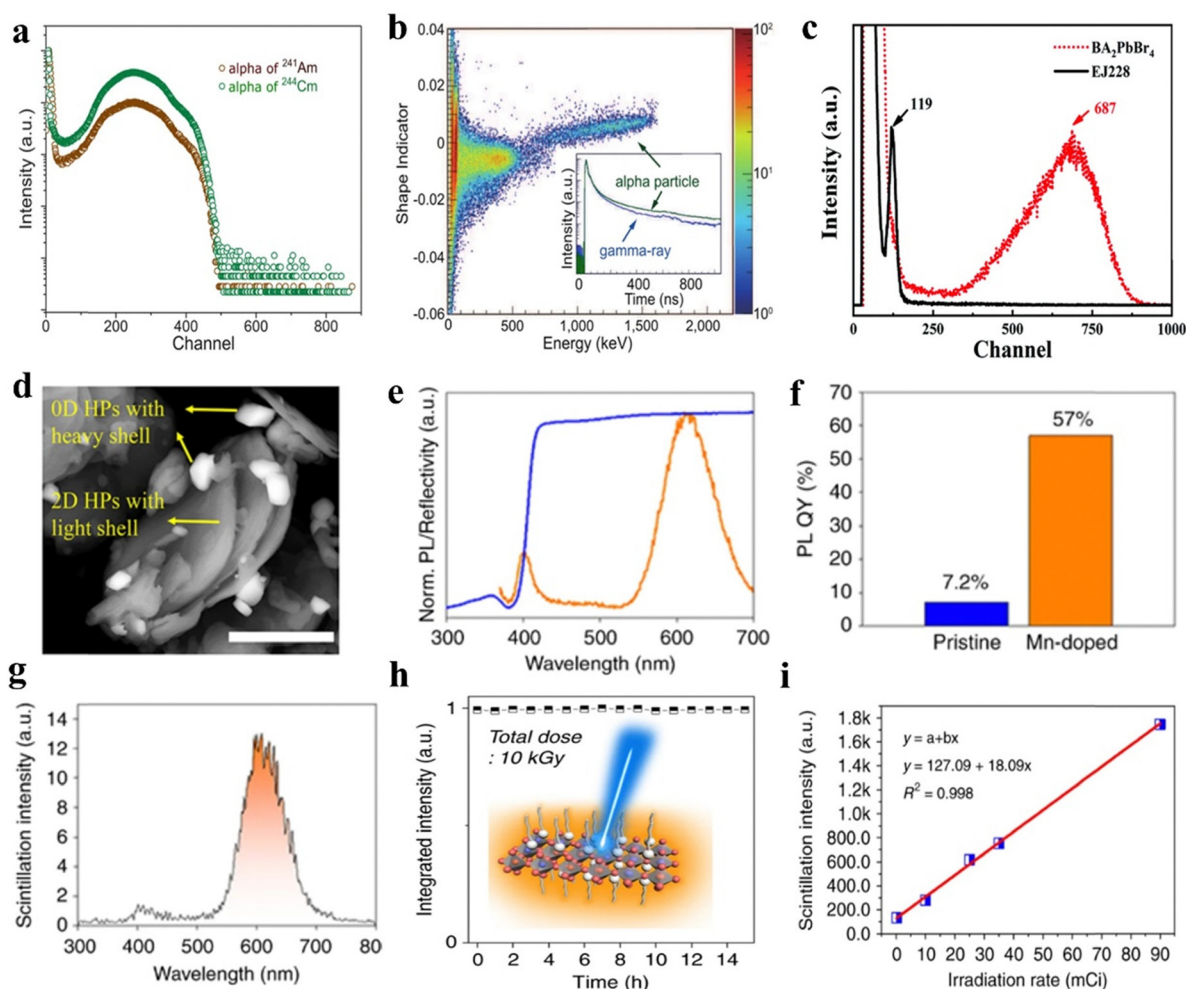 a
Intensity (a.u.)
alpha of ²⁴¹Am
alpha of ²⁴⁴Cm
0 200 400 600 800
Channel
b
Shape Indicator
0.04
0.02
0
-0.02
-0.04
-0.06
10²
10¹
10⁰
Intensity (a.u.)
alpha particle
gamma-ray
400 800
Time (ns)
0 500 1,000 1,500 2,000
Energy (keV)
c
Intensity (a.u.)
BA₂PbBr₄
EJ228
119
687
0 250 500 750 1000
Channel
d
0D HPs with
heavy shell
2D HPs with
light shell
e
Norm. PL/Reflectivity (a.u.)
300 400 500 600 700
Wavelength (nm)
f
PL QY (%)
70
60
50
40
30
20
10
0
57%
7.2%
Pristine Mn-doped
g
Scintillation intensity (a.u.)
14
12
10
8
6
4
2
0
300 400 500 600 700 80
Wavelength (nm)
h
Integrated intensity (a.u.)
1
0
Total dose
: 10 kGy
0 2 4 6 8 10 12 14
Time (h)
i
Scintillation intensity (a.u.)
1.8k
1.6k
1.4k
1.2k
1.0k
800.0
600.0
400.0
200.0
0.0
y = a+bx
y = 127.09 + 18.09x
R² = 0.998
0 10 20 30 40 50 60 70 80 90
Irradiation rate (mCi)